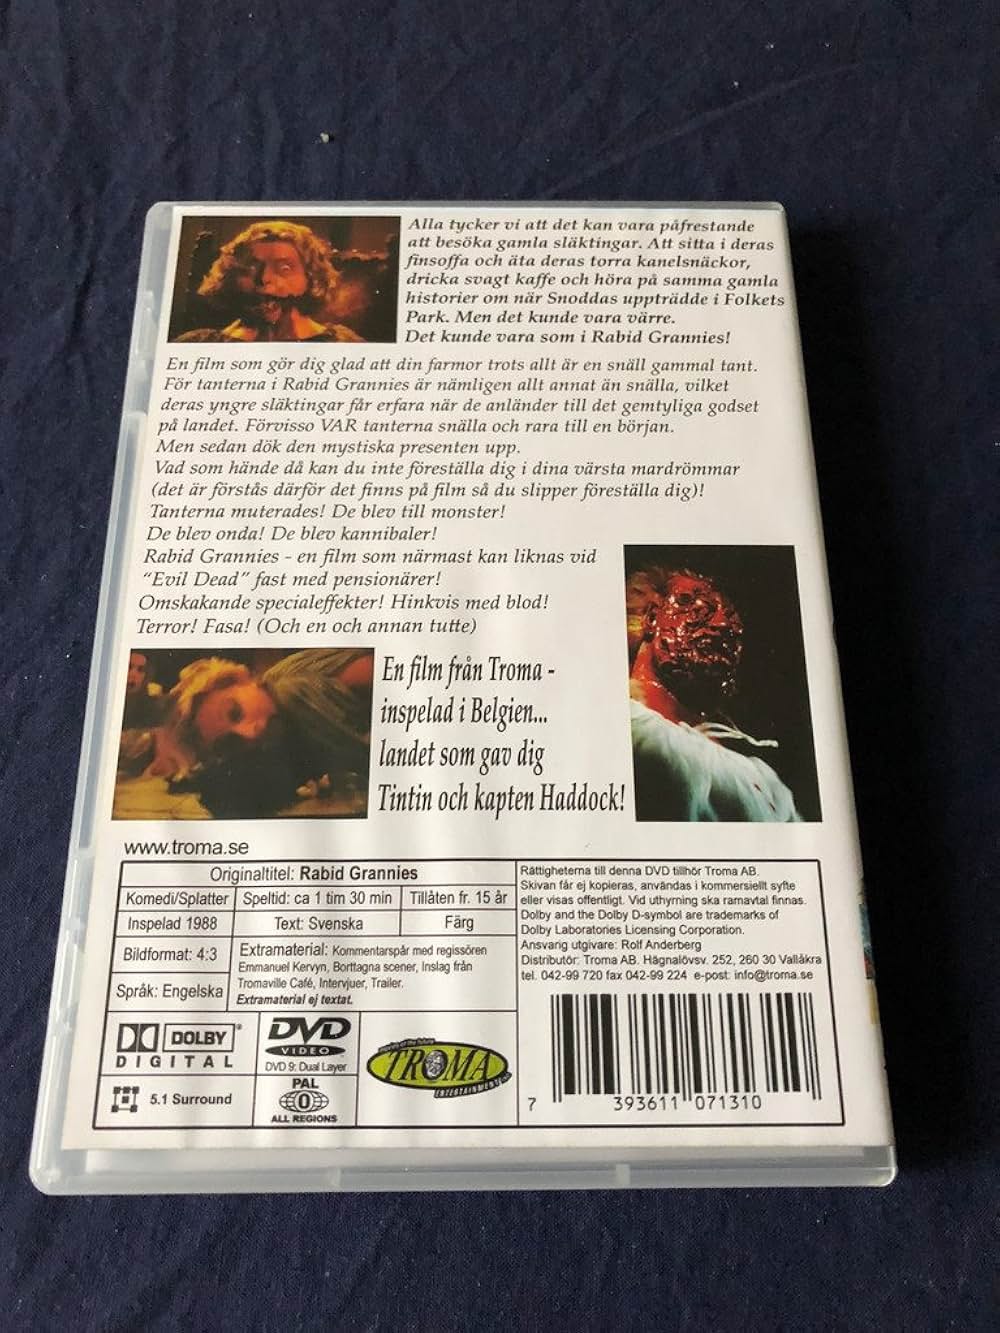 Alla tycker vi att det kan vara påfrestande
att besöka gamla släktingar. Att sitta i deras
finsoffa och äta deras torra kanelsnäckor,
dricka svagt kaffe och höra på samma gamla
historier om när Snoddas uppträdde i Folkets
Park. Men det kunde vara värre.
Det kunde vara som i Rabid Grannies!
En film som gör dig glad att din farmor trots allt är en snäll gammal tant.
För tanterna i Rabid Grannies är nämligen allt annat än snälla, vilket
deras yngre släktingar får erfara när de anländer till det gemtyliga godset
på landet. Förvisso VAR tanterna snälla och rara till en början.
Men sedan dök den mystiska presenten upp.
Vad som hände då kan du inte föreställa dig i dina värsta mardrömmar
(det är förstås därför det finns på film så du slipper föreställa dig)!
Tanterna muterades! De blev till monster!
De blev onda! De blev kannibaler!
Rabid Grannies - en film som närmast kan liknas vid
"Evil Dead" fast med pensionärer!
Omskakande specialeffekter! Hinkvis med blod!
Terror! Fasa! (Och en och annan tutte)
En film från Troma -
inspelad i Belgien...
landet som gav dig
Tintin och kapten Haddock!
www.troma.se
Originaltitel: Rabid Grannies
Komedi/Splatter Speltid: ca 1 tim 30 min Tillåten fr. 15 år
Inspelad 1988 Text: Svenska Färg
Bildformat: 4:3
Språk: Engelska
Extramaterial: Kommentarspår med regissören
Emmanuel Kervyn, Borttagna scener, Inslag från
Tromaville Café, Intervjuer, Trailer.
Extramaterial ej textat.
Rättigheterna till denna DVD tillhör Troma AB.
Skivan får ej kopieras, användas i kommersiellt syfte
eller visas offentligt. Vid uthyrning ska ramavtal finnas.
Dolby and the Dolby D-symbol are trademarks of
Dolby Laboratories Licensing Corporation.
Ansvarig utgivare: Rolf Anderberg
Distributör: Troma AB. Hägnalövsv. 252, 260 30 Vallåkra
tel. 042-99 720 fax 042-99 224 e-post: info@troma.se
DOLBY
DIGITAL
5.1 Surround
DVD
VIDEO
DVD 9: Dual Layer
PAL
0
ALL REGIONS
movies of the future
TROMA
ENTERTAINMENT
7 393611 071310